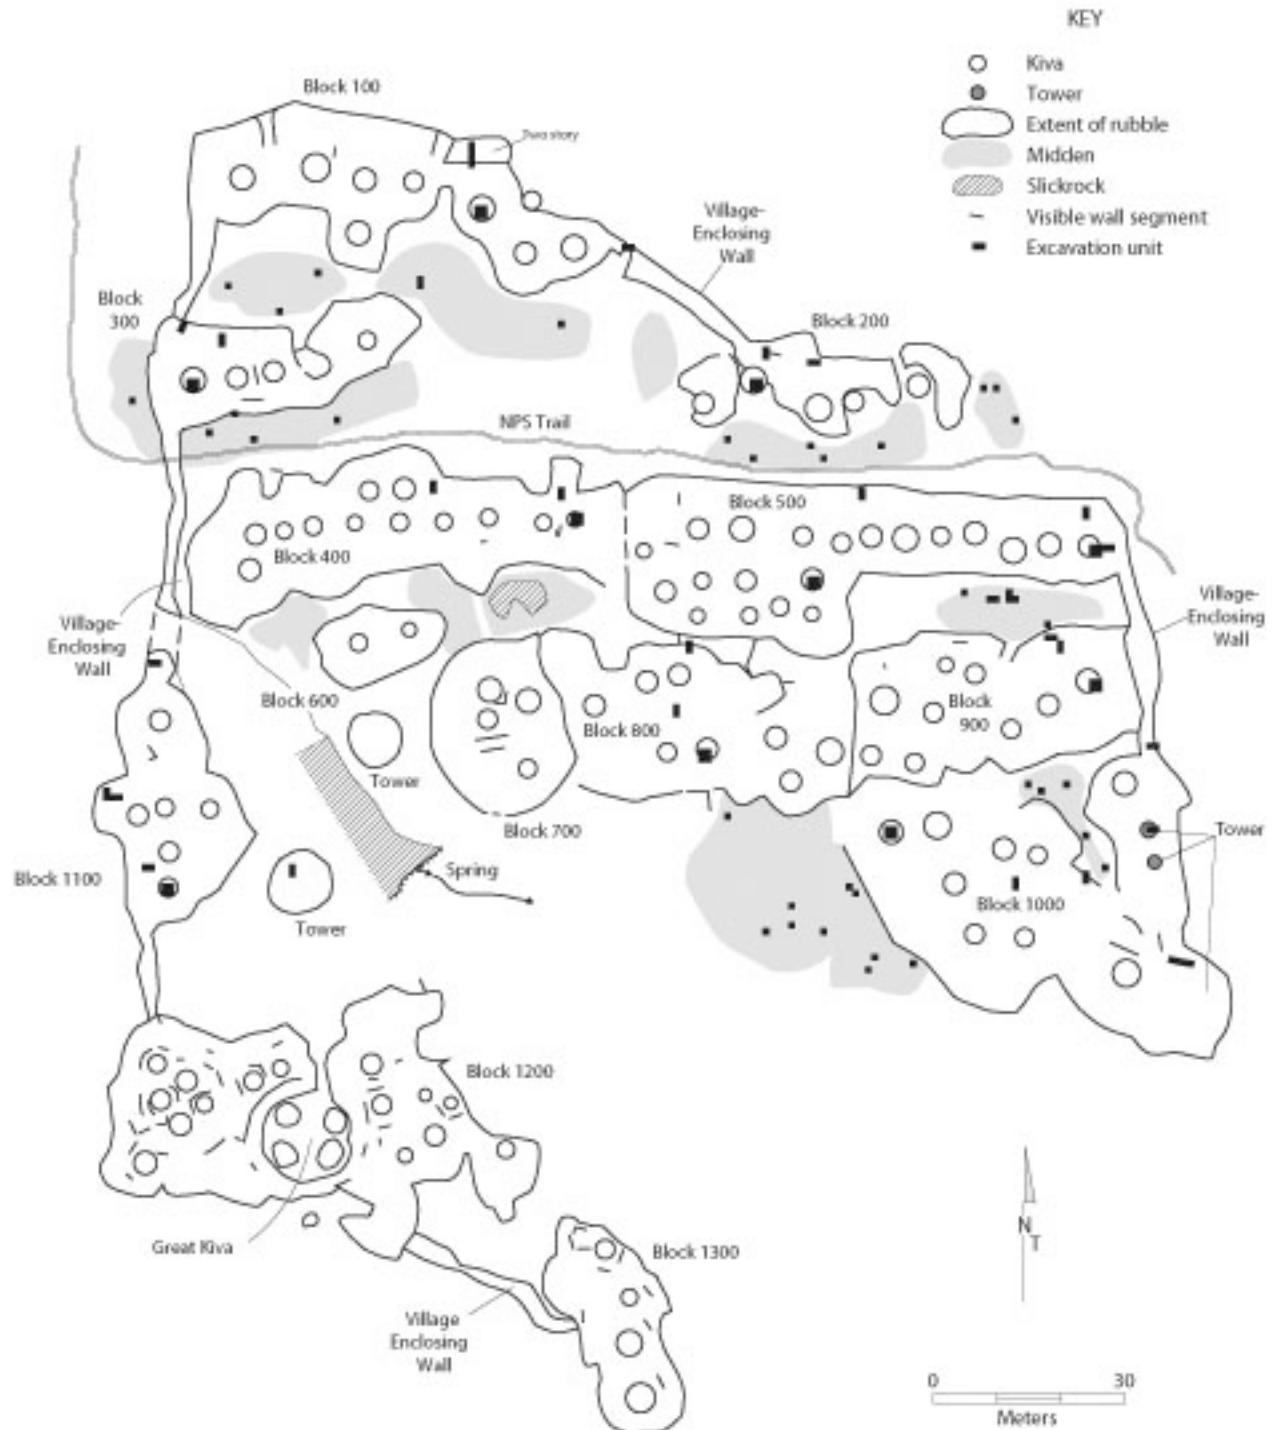 KEY
Kiva
Tower
Extent of rubble
Midden
Slickrock
Visible wall segment
Excavation unit
Block 100
Two story
Village-
Enclosing
Wall
Block
300
Block 200
NPS Trail
Block 500
Block 400
Village-
Enclosing
Wall
Village-
Enclosing
Wall
Block 600
Block 800
Block
900
Tower
Block 700
Tower
Block 1100
Spring
Block 1000
Tower
Block 1200
Great Kiva
N
T
Block 1300
Village
Enclosing
Wall
0 30
Meters